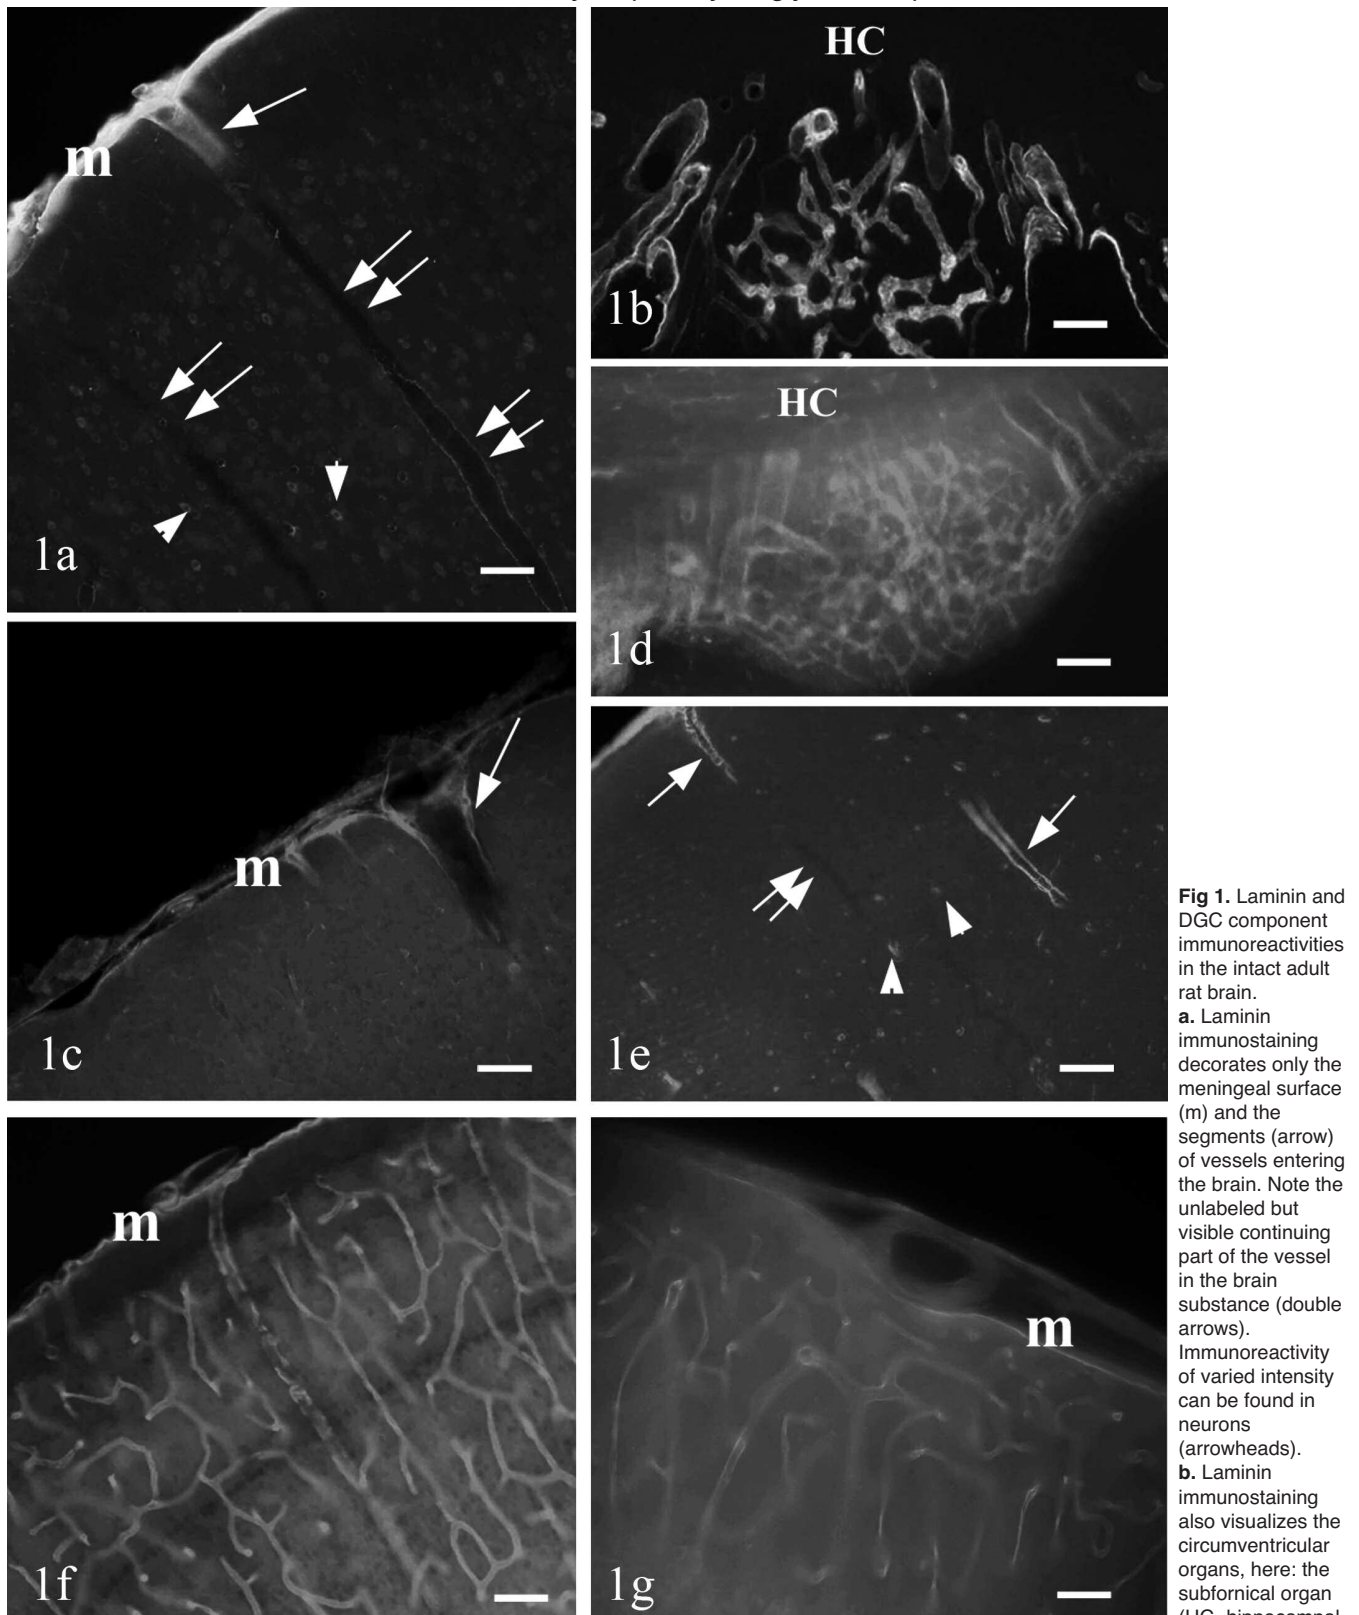 HC
m
1a
1b
HC
1d
m
1c
1e
m
1f
m
1g
Fig 1. Laminin and
DGC component
immunoreactivities
in the intact adult
rat brain.
a. Laminin
immunostaining
decorates only the
meningeal surface
(m) and the
segments (arrow)
of vessels entering
the brain. Note the
unlabeled but
visible continuing
part of the vessel
in the brain
substance (double
arrows).
Immunoreactivity
of varied intensity
can be found in
neurons
(arrowheads).
b. Laminin
immunostaining
also visualizes the
circumventricular
organs, here: the
subfornical organ